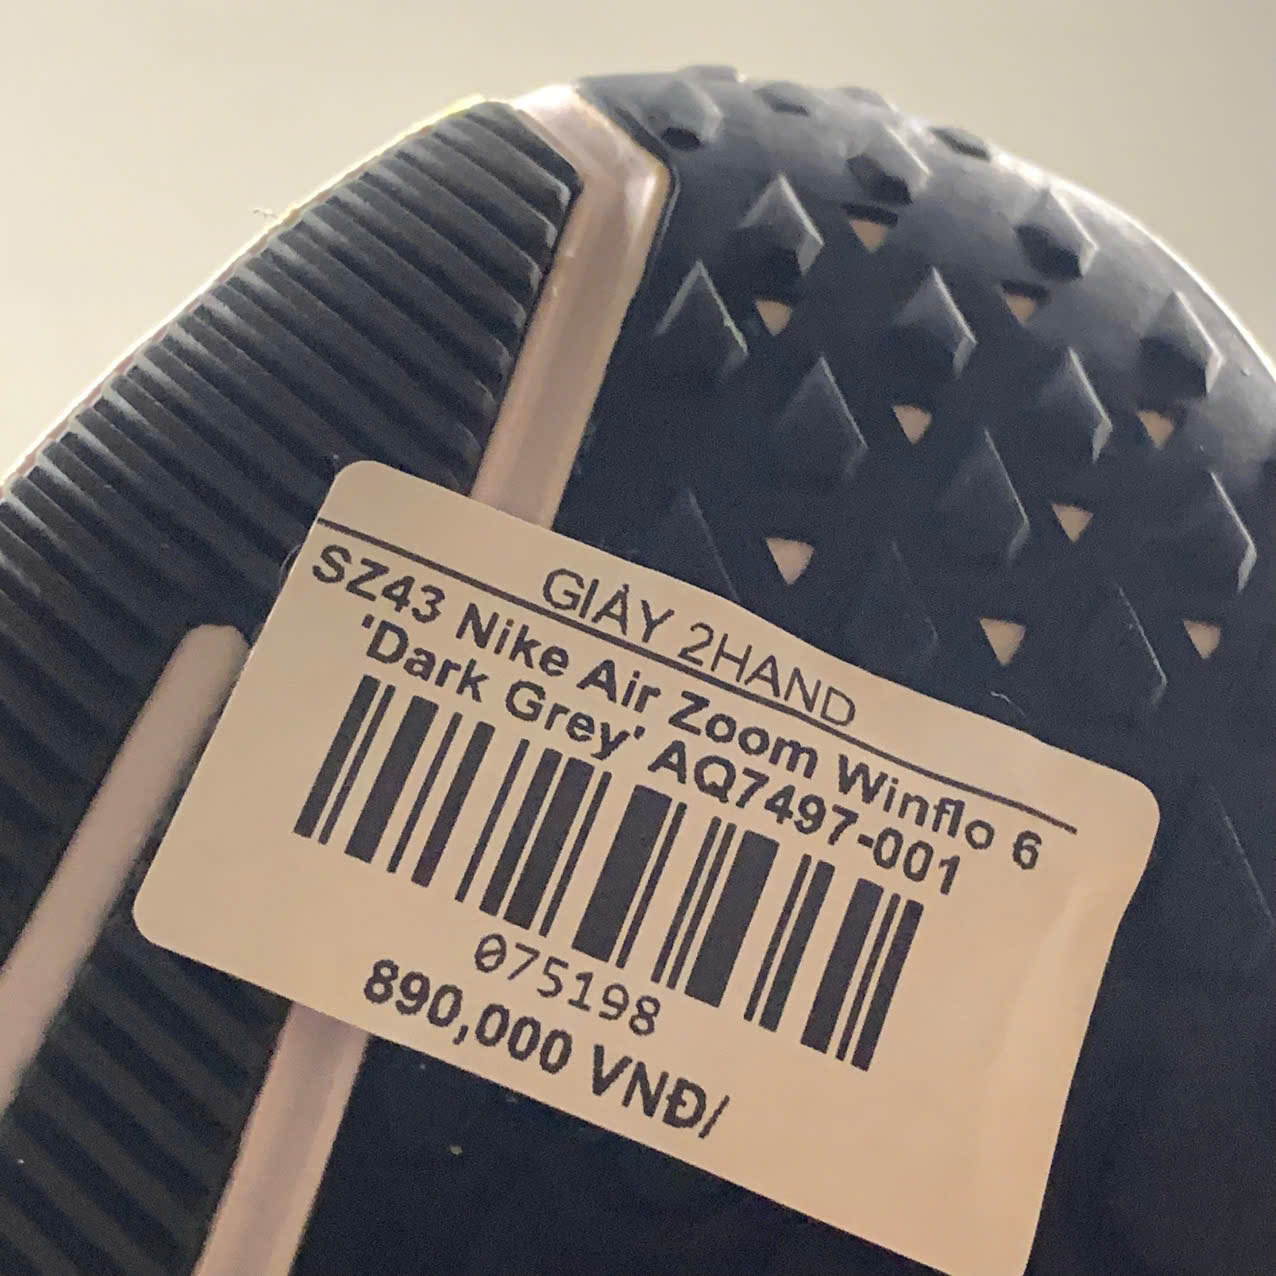 GIÀY 2HAND
SZ43 Nike Air Zoom Winflo 6
'Dark Grey' AQ7497-001
075198
890,000 VNĐ/